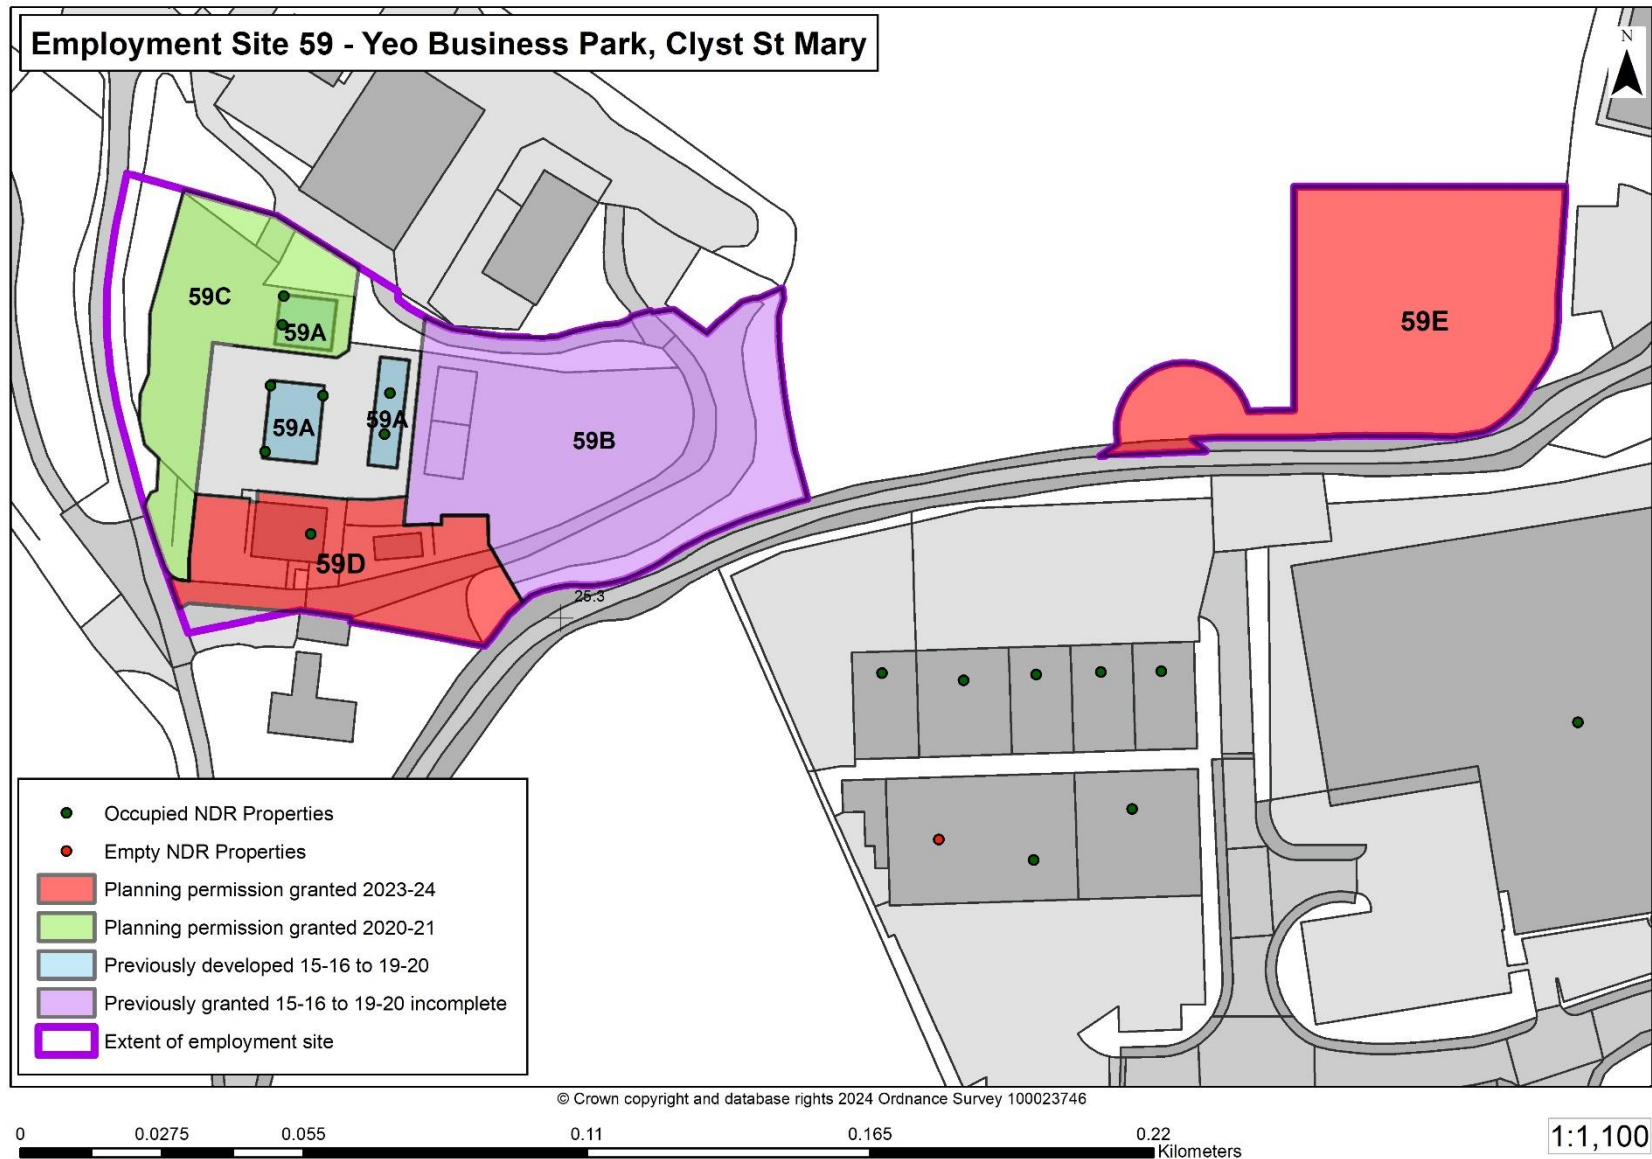 Employment Site 59 - Yeo Business Park, Clyst St Mary
N
59C
59A
59E
59A
59A
59B
59D
25.3
Occupied NDR Properties
Empty NDR Properties
Planning permission granted 2023-24
Planning permission granted 2020-21
Previously developed 15-16 to 19-20
Previously granted 15-16 to 19-20 incomplete
Extent of employment site
© Crown copyright and database rights 2024 Ordnance Survey 100023746
0 0.0275 0.055 0.11 0.165 0.22
Kilometers
1:1,100